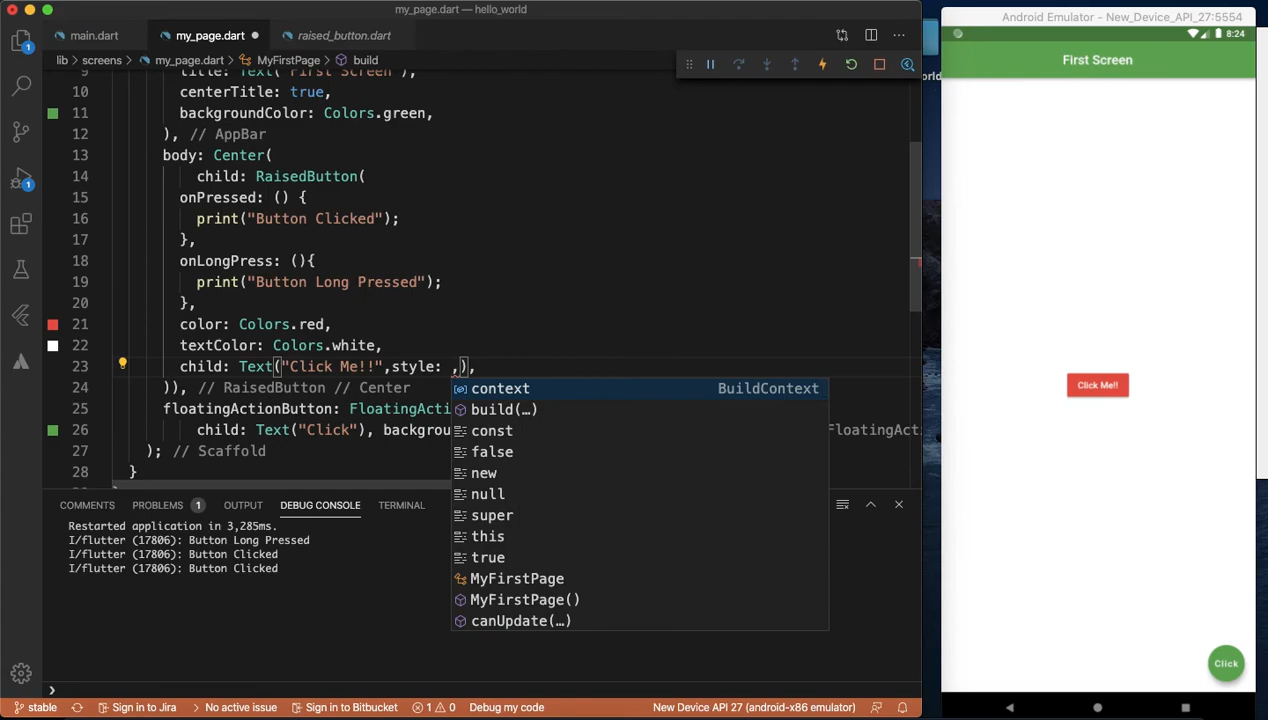 my_page.dart — hello_world
Android Emulator - New_Device_API_27:5554
main.dart
my_page.dart
raised_button.dart
8:24
lib > screens > my_page.dart > MyFirstPage > build
First Screen
9 title: Text("First Screen"),
10 centerTitle: true,
11 backgroundColor: Colors.green,
12 ), // AppBar
13 body: Center(
14 child: RaisedButton(
15 onPressed: () {
16 print("Button Clicked");
17 },
18 onLongPress: (){
19 print("Button Long Pressed");
20 },
21 color: Colors.red,
22 textColor: Colors.white,
23 child: Text("Click Me!!",style: ,),
24 )), // RaisedButton // Center
25 floatingActionButton: FloatingActi
26 child: Text("Click"), backgrou
FloatingActi
27 ); // Scaffold
28 }
context BuildContext
build(…)
const
false
new
null
super
this
true
MyFirstPage
MyFirstPage()
canUpdate(…)
Click Me!!
Click
COMMENTS PROBLEMS 1 OUTPUT DEBUG CONSOLE TERMINAL
Restarted application in 3,285ms.
I/flutter (17806): Button Long Pressed
I/flutter (17806): Button Clicked
I/flutter (17806): Button Clicked
stable Sign in to Jira No active issue Sign in to Bitbucket 1 0 Debug my code New Device API 27 (android-x86 emulator)